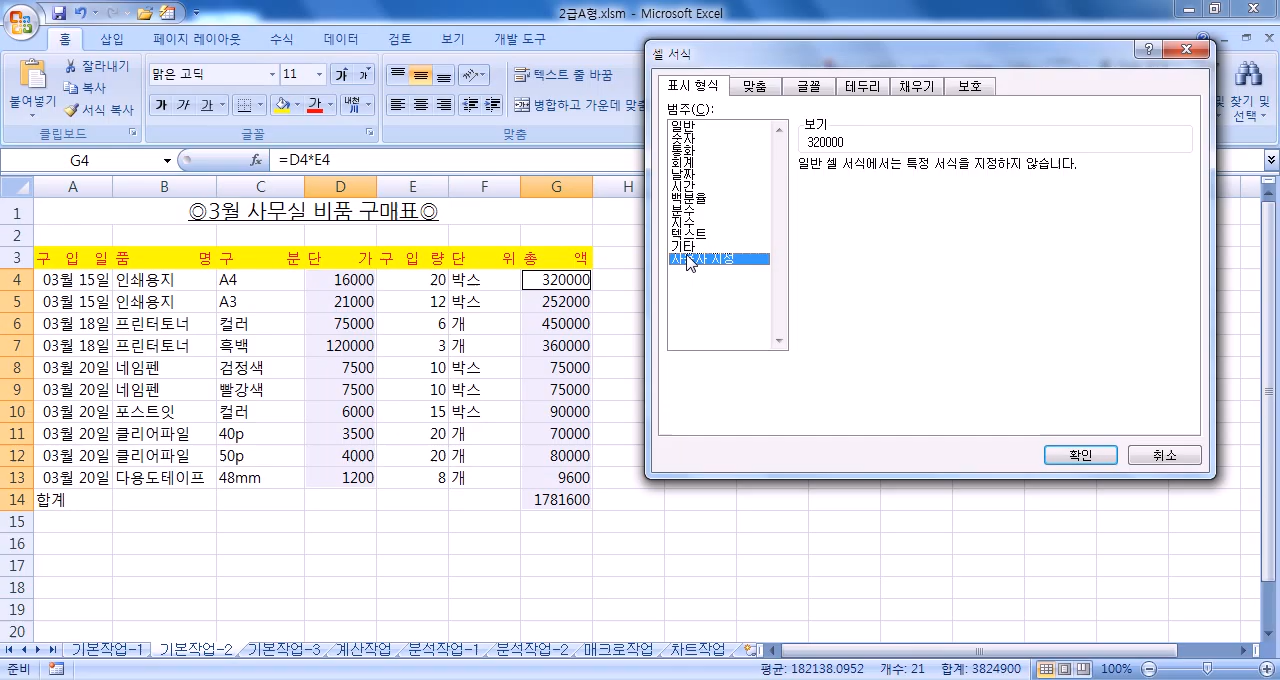 2급A형.xlsm - Microsoft Excel
홈 삽입 페이지 레이아웃 수식 데이터 검토 보기 개발 도구
붙여넣기
잘라내기
복사
서식 복사
클립보드
맑은 고딕 11
가 가 가
내천
글꼴
텍스트 줄 바꿈
병합하고 가운데 맞춤
맞춤
찾기 및
선택
G4 fx =D4*E4
A B C D E F G H
1 ◎3월 사무실 비품 구매표◎
2
3 구 입 일 품 명 구 분 단 가 구 입 량 단 위 총 액
4 03월 15일 인쇄용지 A4 16000 20 박스 320000
5 03월 15일 인쇄용지 A3 21000 12 박스 252000
6 03월 18일 프린터토너 컬러 75000 6 개 450000
7 03월 18일 프린터토너 흑백 120000 3 개 360000
8 03월 20일 네임펜 검정색 7500 10 박스 75000
9 03월 20일 네임펜 빨강색 7500 10 박스 75000
10 03월 20일 포스트잇 컬러 6000 15 박스 90000
11 03월 20일 클리어파일 40p 3500 20 개 70000
12 03월 20일 클리어파일 50p 4000 20 개 80000
13 03월 20일 다용도테이프 48mm 1200 8 개 9600
14 합계 1781600
15
16
17
18
19
20
셀 서식
표시 형식 맞춤 글꼴 테두리 채우기 보호
범주(C):
일반
숫자
통화
회계
날짜
시간
백분율
분수
지수
텍스트
기타
사용자 지정
보기
320000
일반 셀 서식에서는 특정 서식을 지정하지 않습니다.
확인 취소
기본작업-1 기본작업-2 기본작업-3 계산작업 분석작업-1 분석작업-2 매크로작업 차트작업
준비 평균: 182138.0952 개수: 21 합계: 3824900 100%